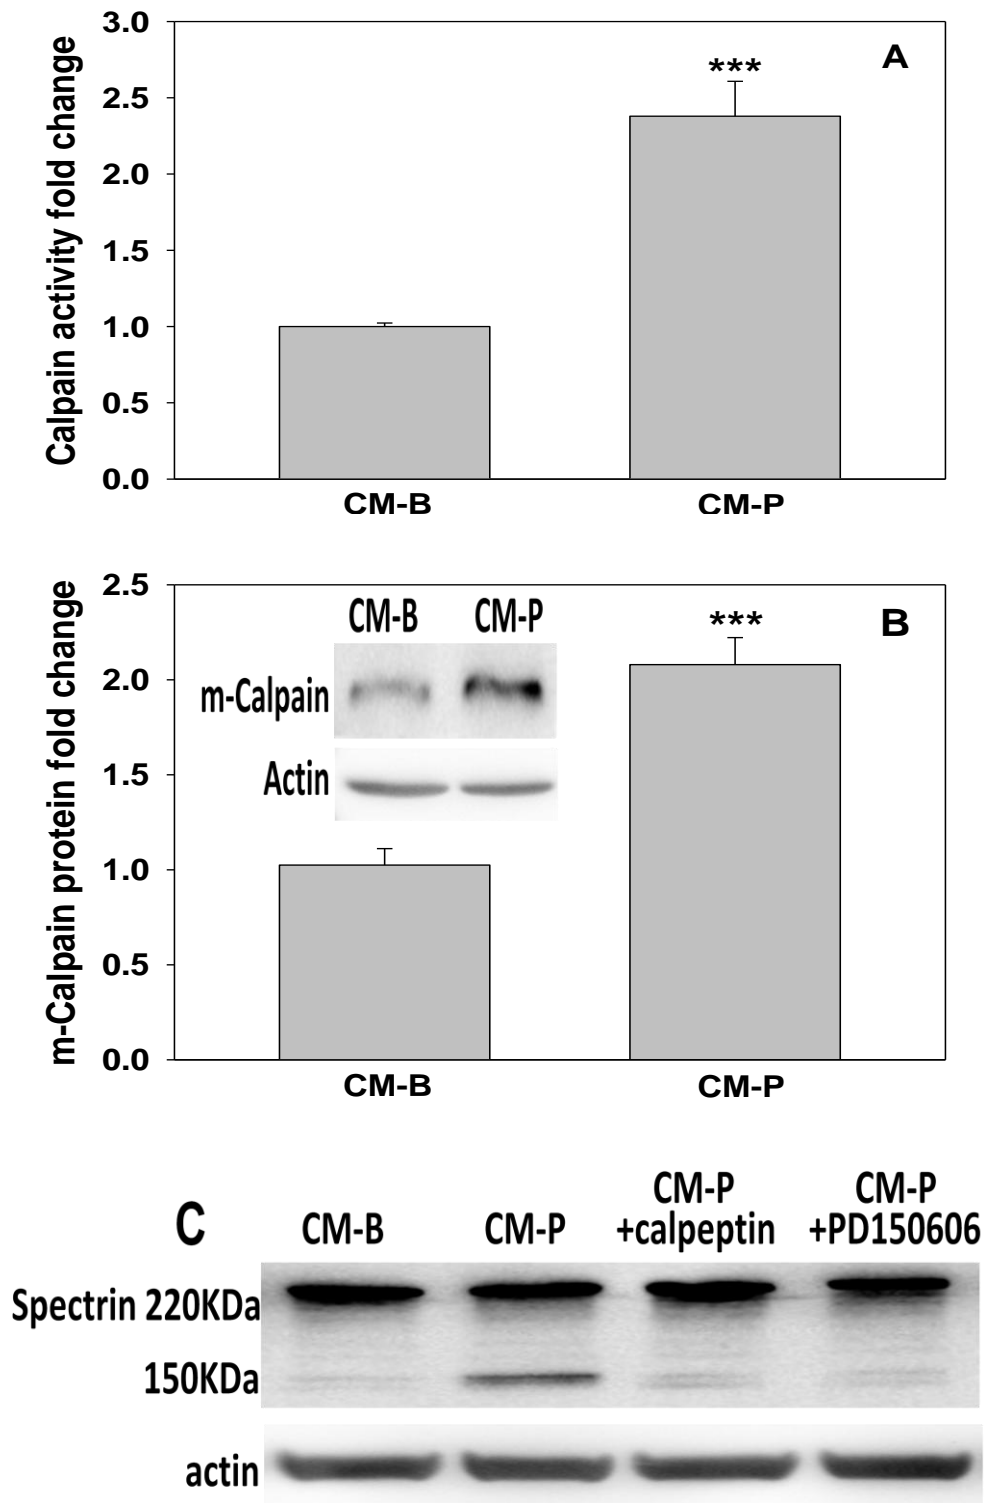 Calpain activity fold change
3.0
2.5
2.0
1.5
1.0
0.5
0.0
A
***
CM-B
CM-P
m-Calpain protein fold change
2.5
2.0
1.5
1.0
0.5
0.0
B
***
CM-B CM-P
m-Calpain
Actin
CM-B
CM-P
C
CM-B
CM-P
CM-P
+calpeptin
CM-P
+PD150606
Spectrin 220KDa
150KDa
actin